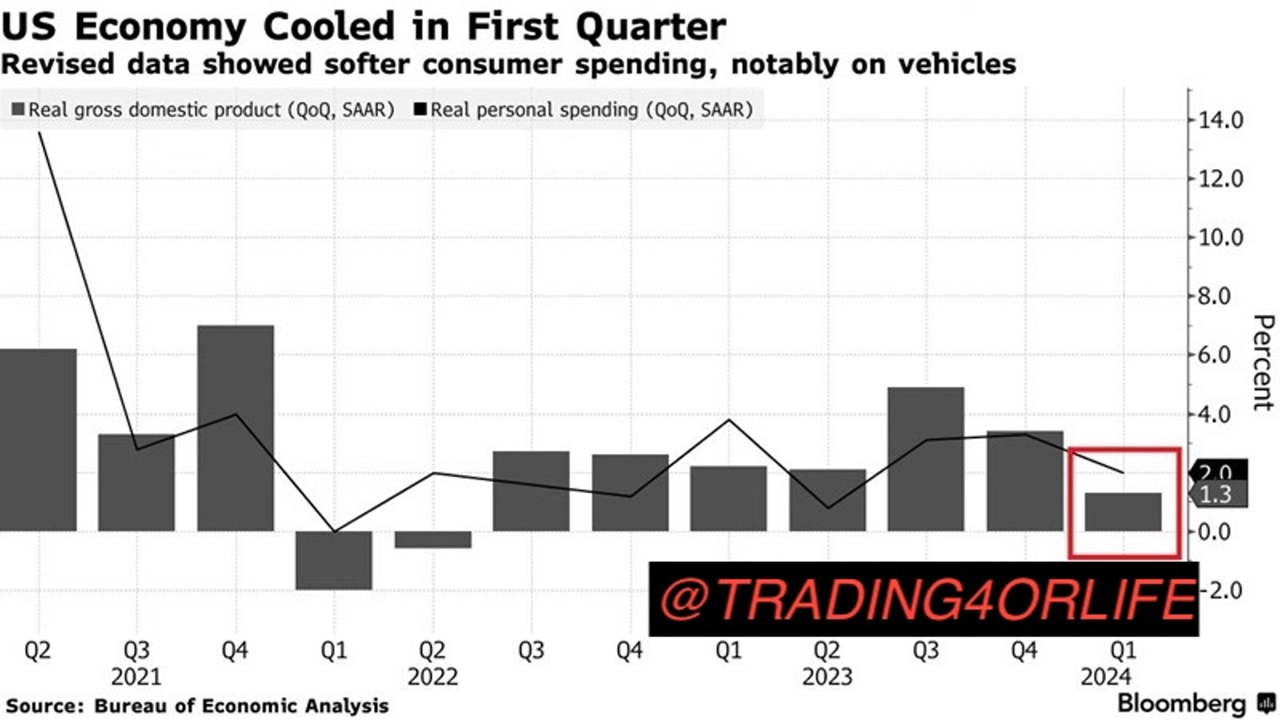 US Economy Cooled in First Quarter
Revised data showed softer consumer spending, notably on vehicles
Real gross domestic product (QoQ, SAAR) Real personal spending (QoQ, SAAR)
14.0
12.0
10.0
8.0
6.0
4.0
2.0
1.3
0.0
-2.0
Percent
@TRADING4ORLIFE
Q2 Q3 Q4 Q1 Q2 Q3 Q4 Q1 Q2 Q3 Q4 Q1
2021 2022 2023 2024
Source: Bureau of Economic Analysis
Bloomberg